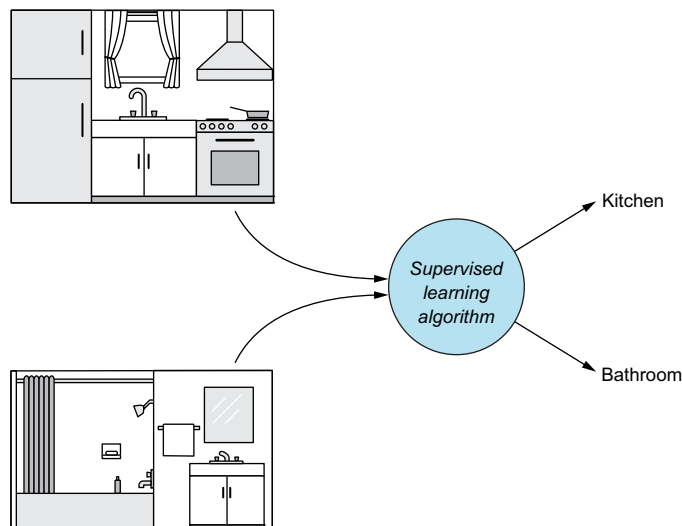 Kitchen
Supervised
learning
algorithm
Bathroom